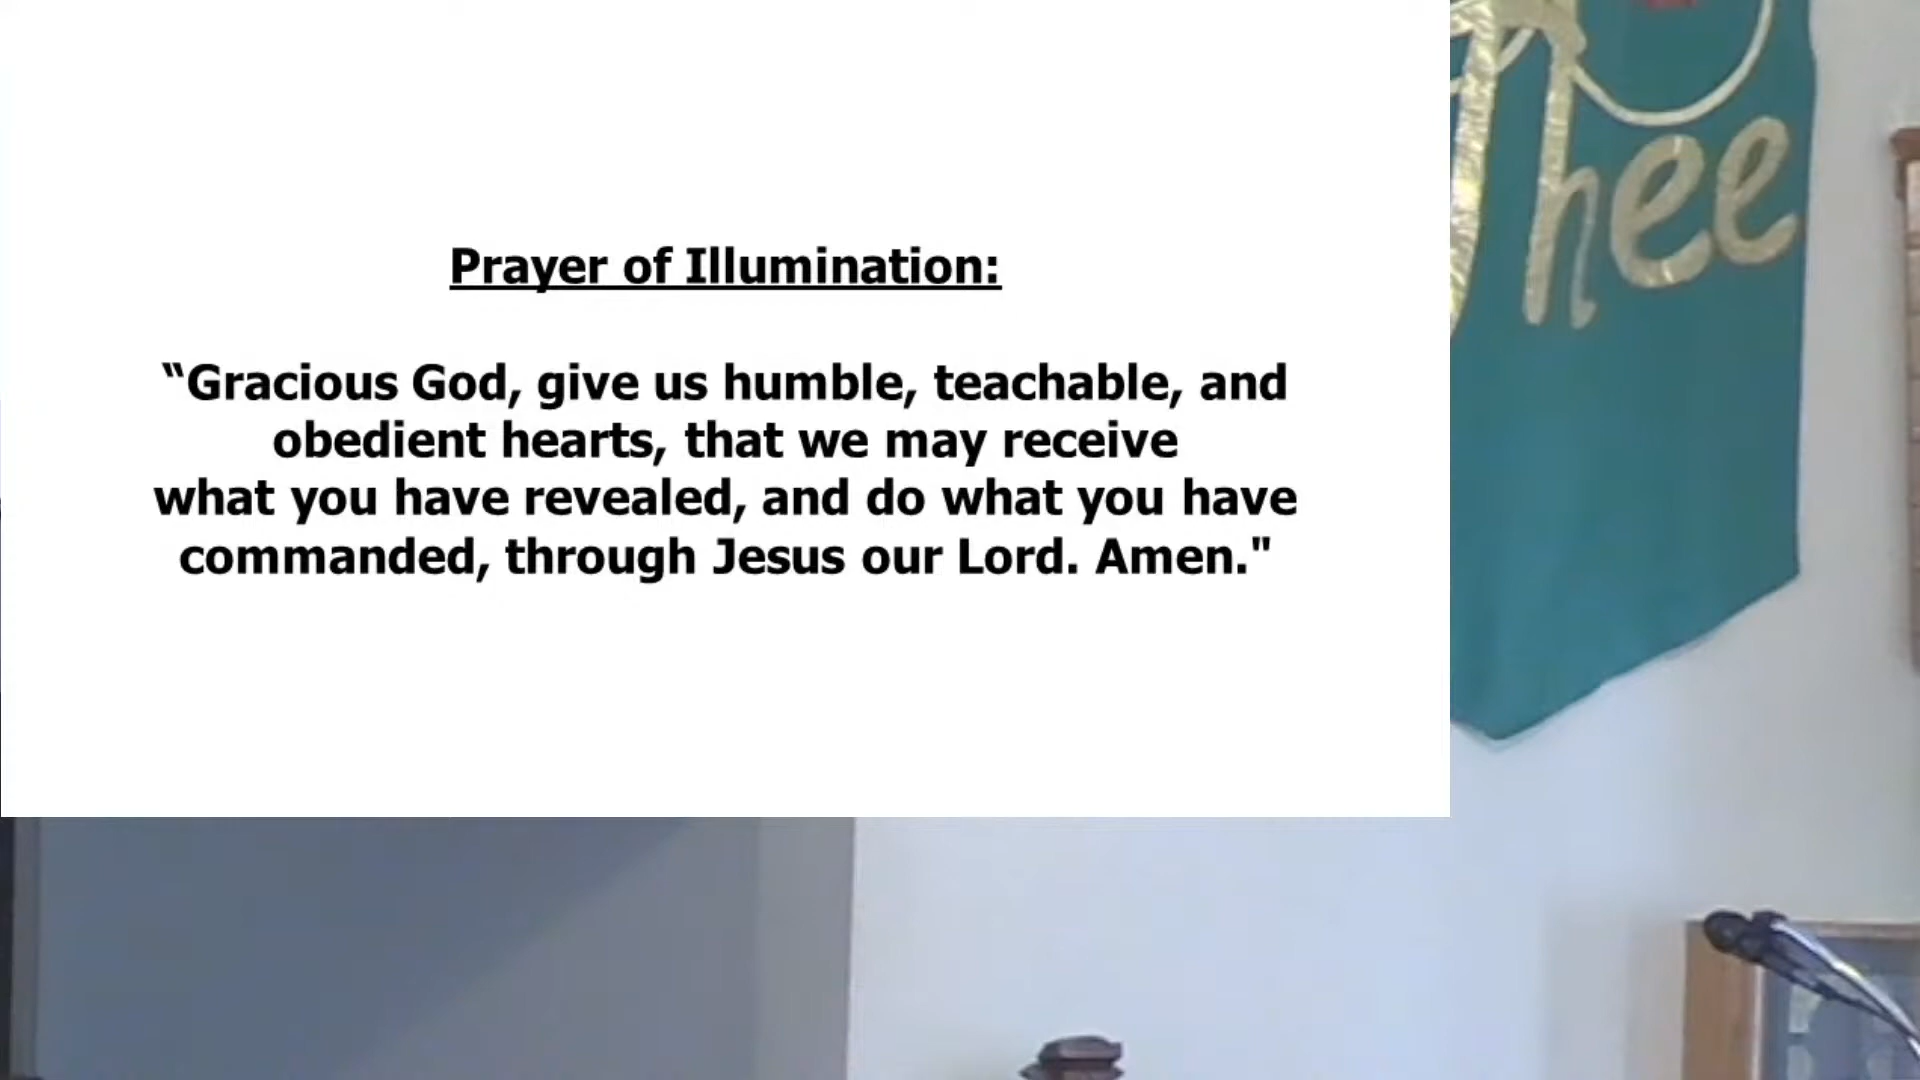 Prayer of Illumination:
“Gracious God, give us humble, teachable, and
obedient hearts, that we may receive
what you have revealed, and do what you have
commanded, through Jesus our Lord. Amen."
Thee